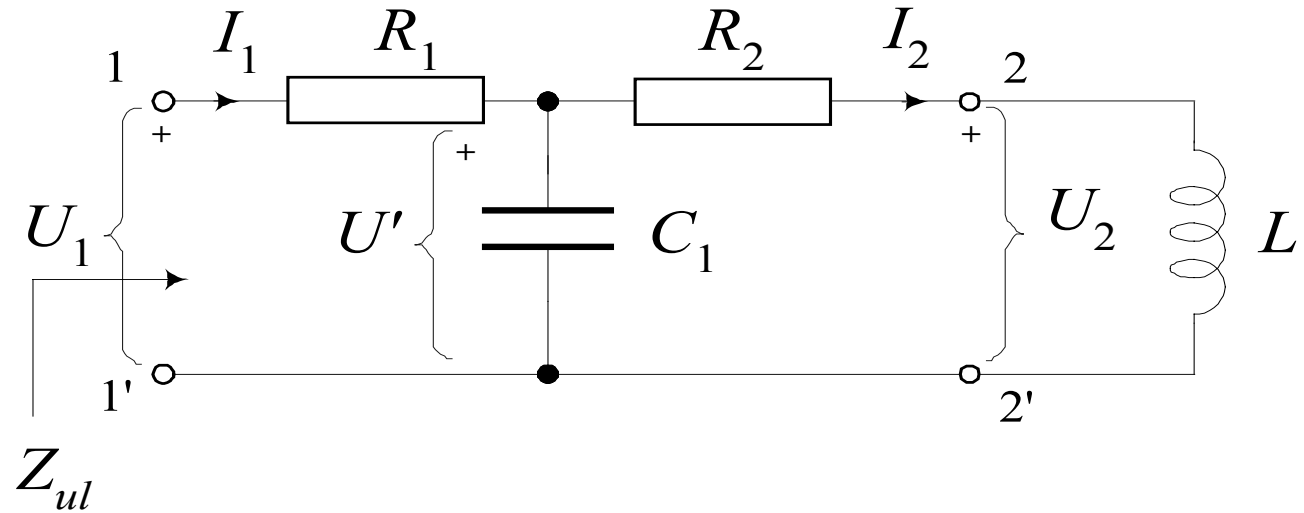 I₁ R₁ R₂ I₂
1 2
+ + +
U₁ U' C₁ U₂ L
1' 2'
Zᵤₗ